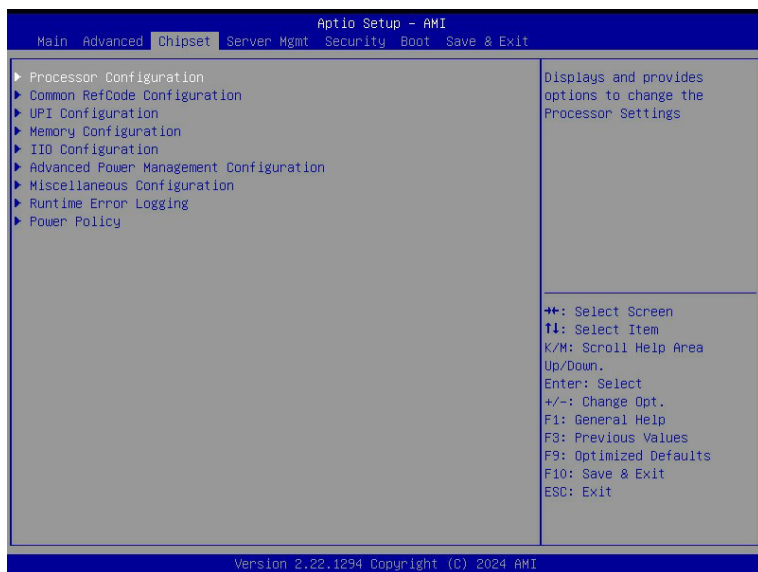 Aptio Setup - AMI
Main Advanced Chipset Server Mgmt Security Boot Save & Exit
▶ Processor Configuration
▶ Common RefCode Configuration
▶ UPI Configuration
▶ Memory Configuration
▶ IIO Configuration
▶ Advanced Power Management Configuration
▶ Miscellaneous Configuration
▶ Runtime Error Logging
▶ Power Policy
Displays and provides
options to change the
Processor Settings
→←: Select Screen
↑↓: Select Item
K/M: Scroll Help Area
Up/Down.
Enter: Select
+/-: Change Opt.
F1: General Help
F3: Previous Values
F9: Optimized Defaults
F10: Save & Exit
ESC: Exit
Version 2.22.1294 Copyright (C) 2024 AMI